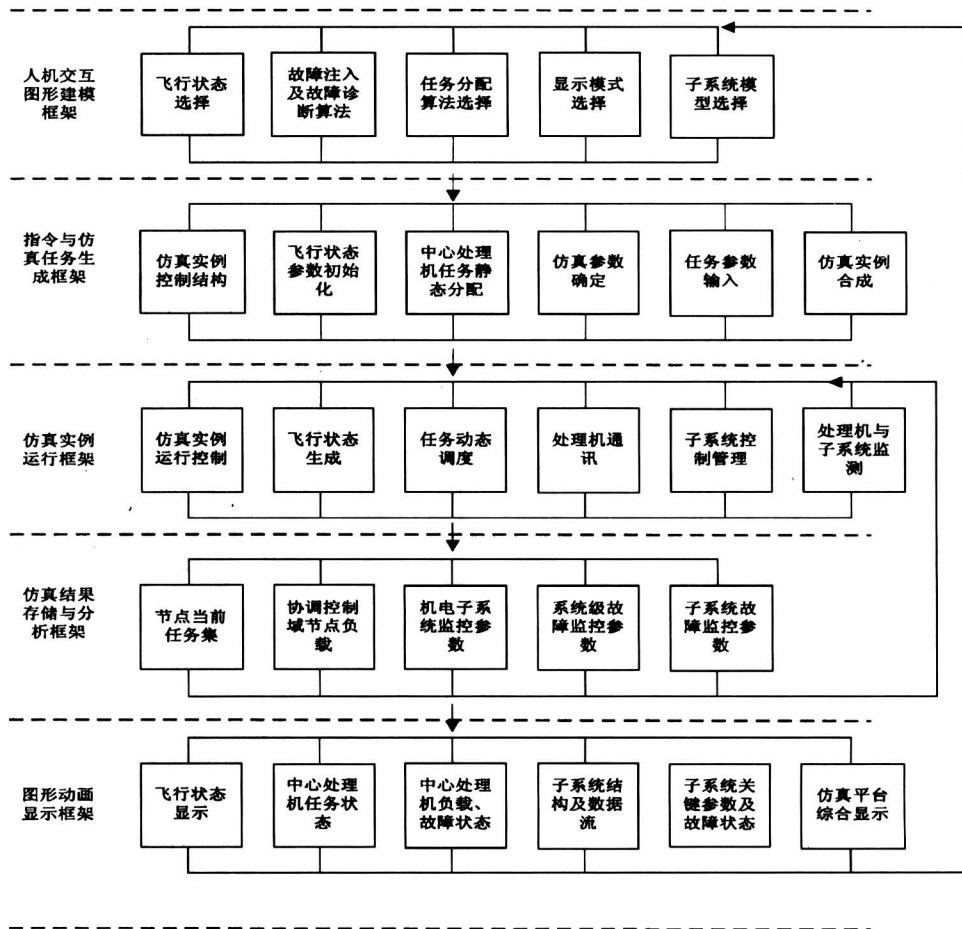 人机交互
图形建模
框架
飞行状态
选择
故障注入
及故障诊
断算法
任务分配
算法选择
显示模式
选择
子系统模
型选择
指令与仿
真任务生
成框架
仿真实例
控制结构
飞行状态
参数初始
化
中心处理
机任务静
态分配
仿真参数
确定
任务参数
输入
仿真实例
合成
仿真实例
运行框架
仿真实例
运行控制
飞行状态
生成
任务动态
调度
处理机通
讯
子系统控
制管理
处理机与
子系统监
测
仿真结果
存储与分
析框架
节点当前
任务集
协调控制
域节点负
载
机电子系
统监控参
数
系统级故
障监控参
数
子系统故
障监控参
数
图形动画
显示框架
飞行状态
显示
中心处理
机任务状
态
中心处理
机负载、
故障状态
子系统结
构及数据
流
子系统关
键参数及
故障状态
仿真平台
综合显示